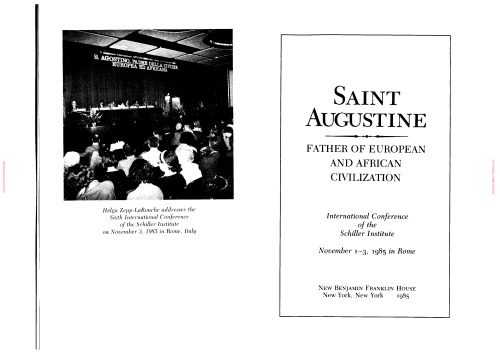 S. AGOSTINO, PADRE DELLA CIVILTA'
EUROPEA ED AFRICANA
Helga Zepp-LaRouche addresses the
Sixth International Conference
of the Schiller Institute
on November 3, 1985 in Rome, Italy
SAINT
AUGUSTINE
FATHER OF EUROPEAN
AND AFRICAN
CIVILIZATION
International Conference
of the
Schiller Institute
November 1–3, 1985 in Rome
NEW BENJAMIN FRANKLIN HOUSE
New York, New York 1985